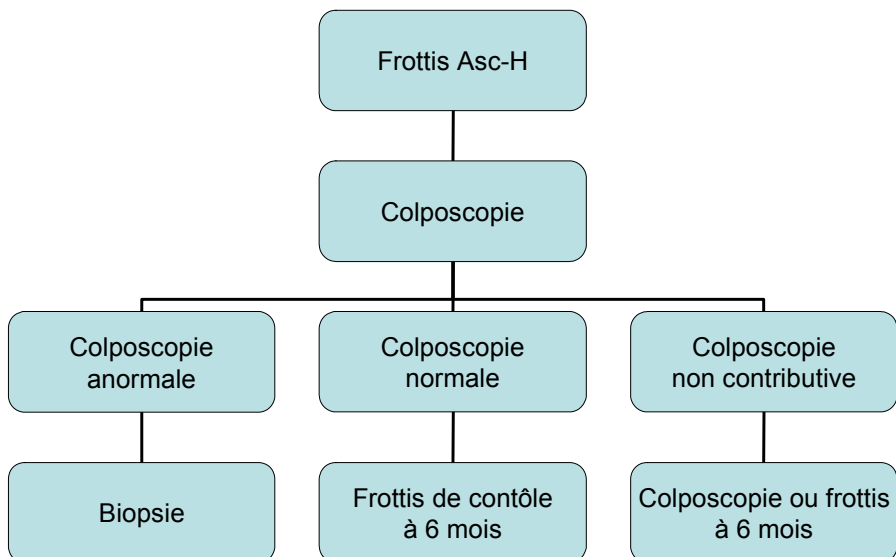 Frottis Asc-H
Colposcopie
Colposcopie
anormale
Colposcopie
normale
Colposcopie
non contributive
Biopsie
Frottis de contôle
à 6 mois
Colposcopie ou frottis
à 6 mois